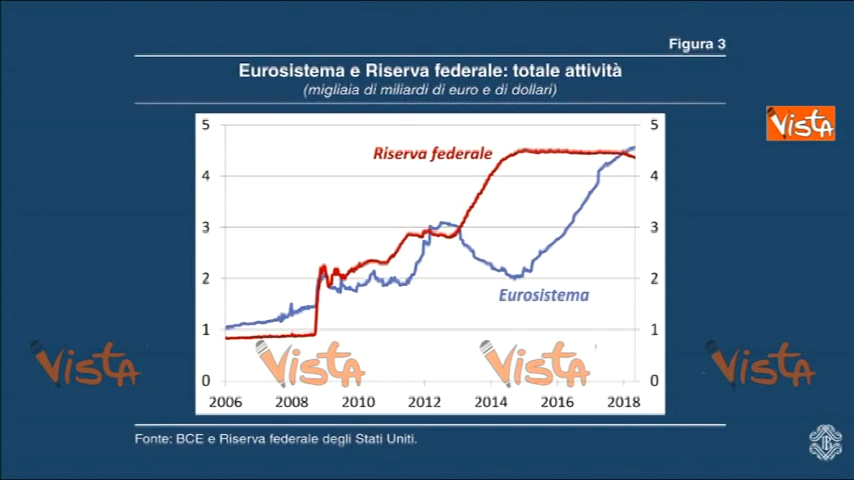 Figura 3
Eurosistema e Riserva federale: totale attività
(migliaia di miliardi di euro e di dollari)
VISTA
5 5
Riserva federale
4 4
3 3
2 2
Eurosistema
1 1
VISTA VISTA VISTA VISTA
0 0
2006 2008 2010 2012 2014 2016 2018
Fonte: BCE e Riserva federale degli Stati Uniti.